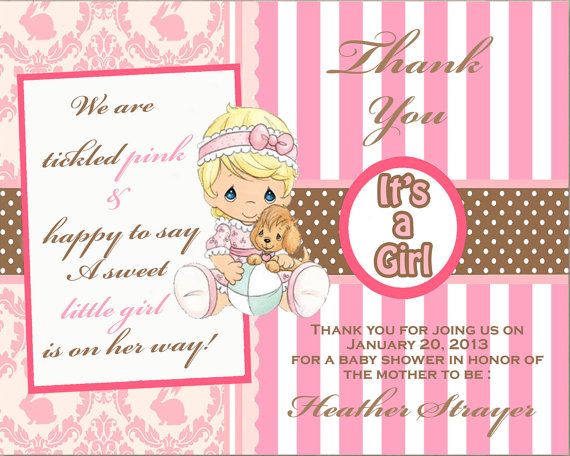 We are
tickled pink
&
happy to say
A sweet
little girl
is on her way!
Thank
You
It's
a
Girl
THANK YOU FOR JOING US ON
JANUARY 20, 2013
FOR A BABY SHOWER IN HONOR OF
THE MOTHER TO BE :
Heather Strayer